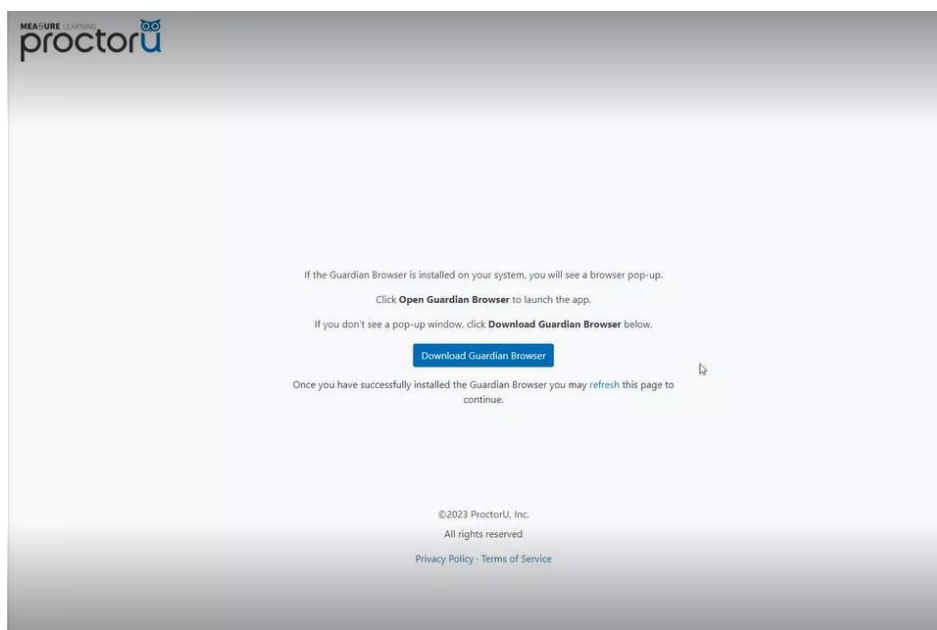 MEASURE LEARNING
proctorU
If the Guardian Browser is installed on your system, you will see a browser pop-up.
Click Open Guardian Browser to launch the app.
If you don't see a pop-up window, click Download Guardian Browser below.
Download Guardian Browser
Once you have successfully installed the Guardian Browser you may refresh this page to
continue.
©2023 ProctorU, Inc.
All rights reserved
Privacy Policy · Terms of Service